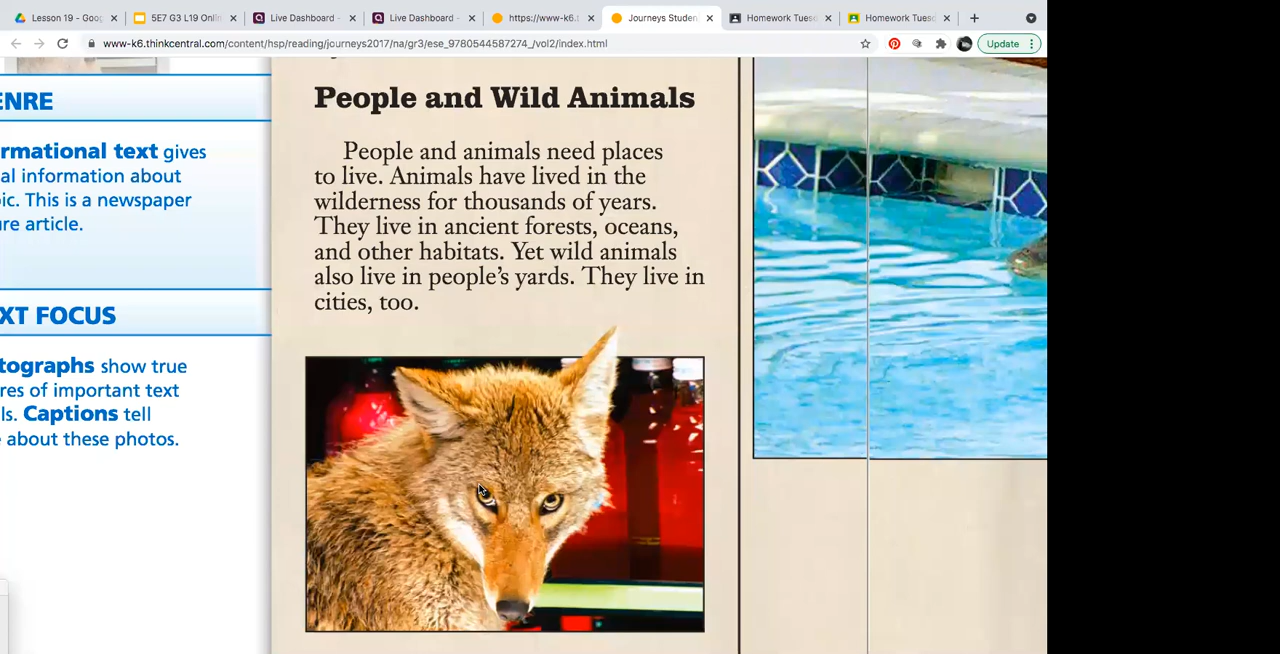 Lesson 19 - Goo
5E7 G3 L19 Onli
Live Dashboard -
Live Dashboard -
https://www-k6.t
Journeys Studen
Homework Tues
Homework Tues
www-k6.thinkcentral.com/content/hsp/reading/journeys2017/na/gr3/ese_9780544587274_/vol2/index.html
Update
ENRE
rmational text gives
al information about
ic. This is a newspaper
ure article.
XT FOCUS
tographs show true
res of important text
ls. Captions tell
about these photos.
People and Wild Animals
People and animals need places
to live. Animals have lived in the
wilderness for thousands of years.
They live in ancient forests, oceans,
and other habitats. Yet wild animals
also live in people's yards. They live in
cities, too.